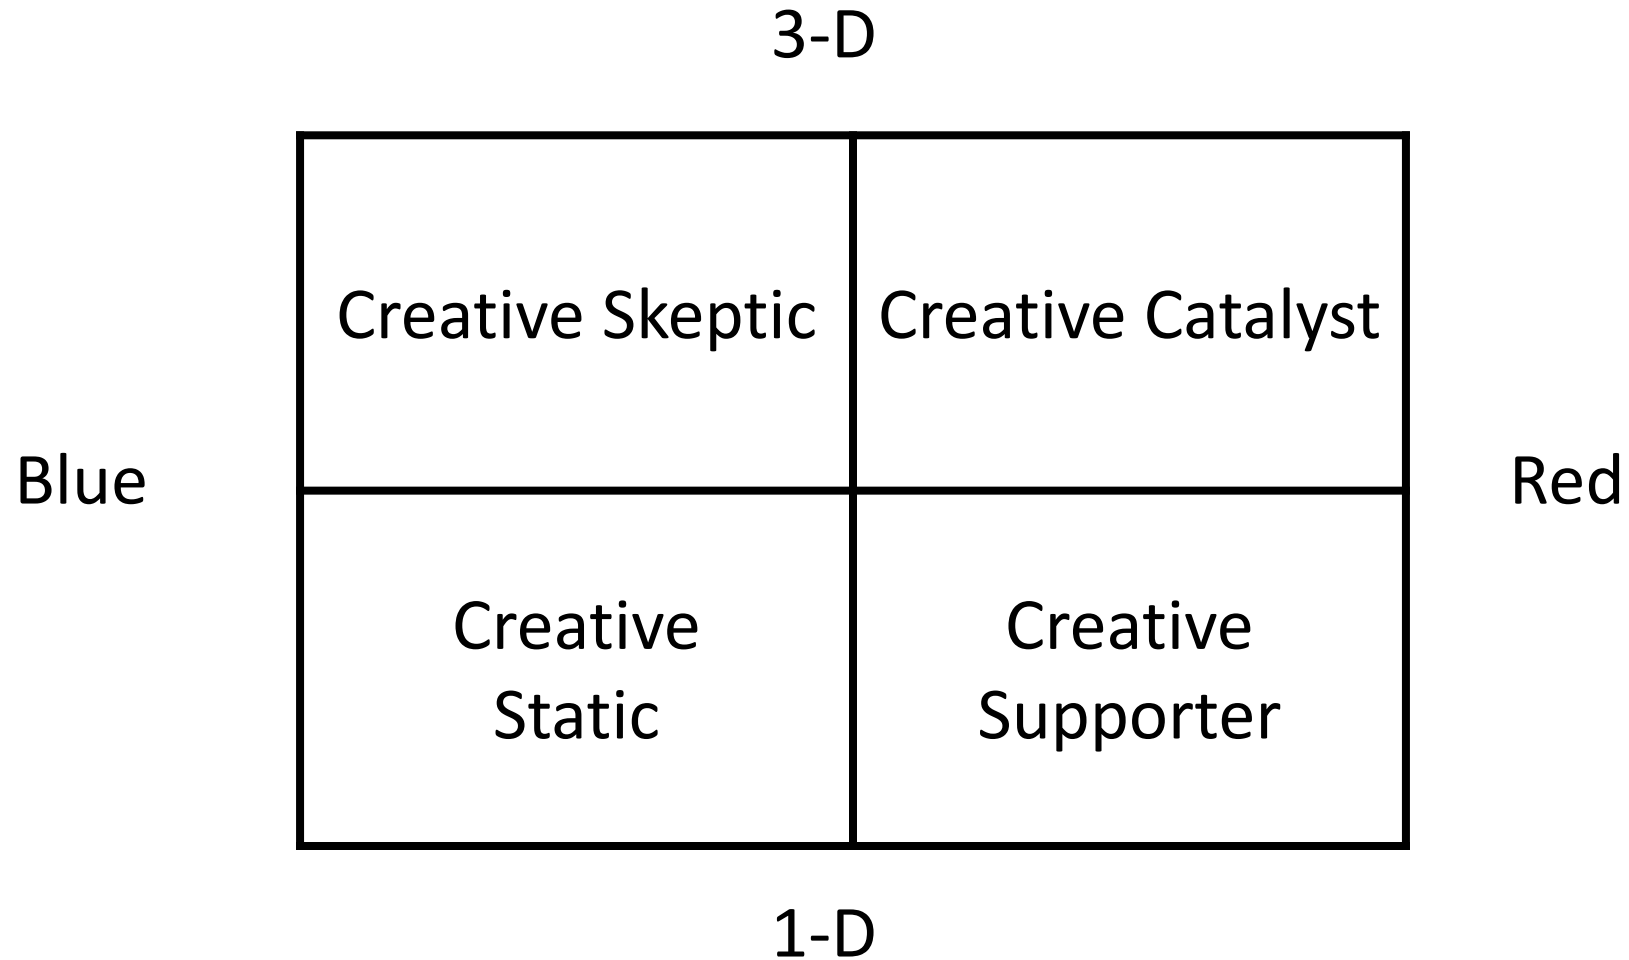 3-D
Creative Skeptic
Creative Catalyst
Blue
Red
Creative
Static
Creative
Supporter
1-D